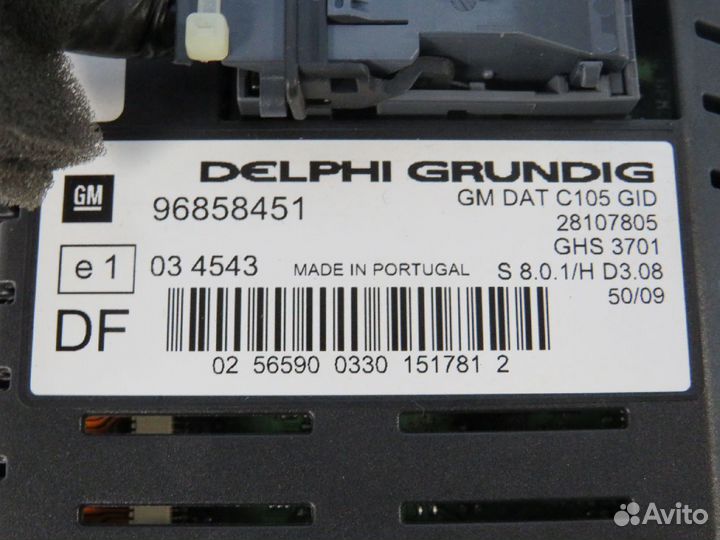 DELPHI GRUNDIG
GM
96858451
GM DAT C105 GID
28107805
GHS 3701
e 1
03 4543
MADE IN PORTUGAL
S 8.0.1/H D3.08
50/09
DF
02 56590 0330 151781 2
Avito